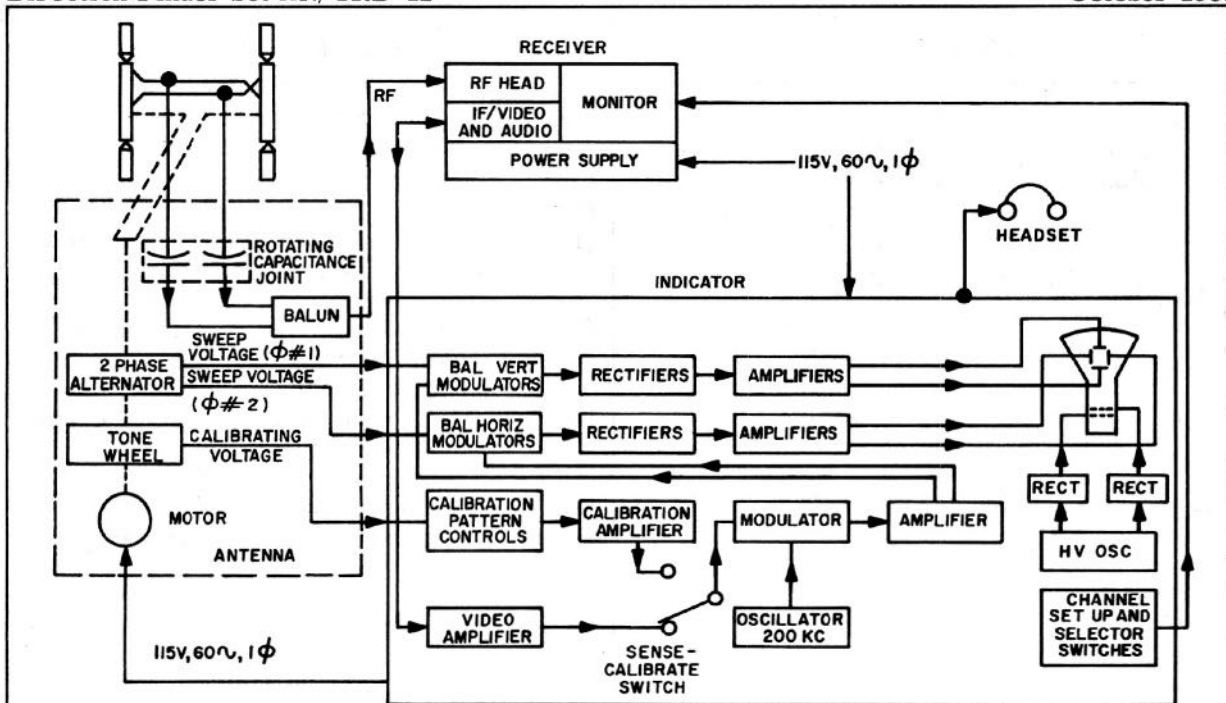 RECEIVER
RF HEAD
MONITOR
RF
IF/VIDEO
AND AUDIO
POWER SUPPLY
115V, 60∿, 1ϕ
HEADSET
ROTATING
CAPACITANCE
JOINT
INDICATOR
BALUN
SWEEP
VOLTAGE (ϕ#1)
2 PHASE
ALTERNATOR
SWEEP VOLTAGE
(ϕ#2)
BAL VERT
MODULATORS
RECTIFIERS
AMPLIFIERS
TONE
WHEEL
CALIBRATING
VOLTAGE
BAL HORIZ
MODULATORS
RECTIFIERS
AMPLIFIERS
RECT
RECT
MOTOR
CALIBRATION
PATTERN
CONTROLS
CALIBRATION
AMPLIFIER
MODULATOR
AMPLIFIER
HV OSC
ANTENNA
VIDEO
AMPLIFIER
OSCILLATOR
200 KC
CHANNEL
SET UP AND
SELECTOR
SWITCHES
115V, 60∿, 1ϕ
SENSE-
CALIBRATE
SWITCH